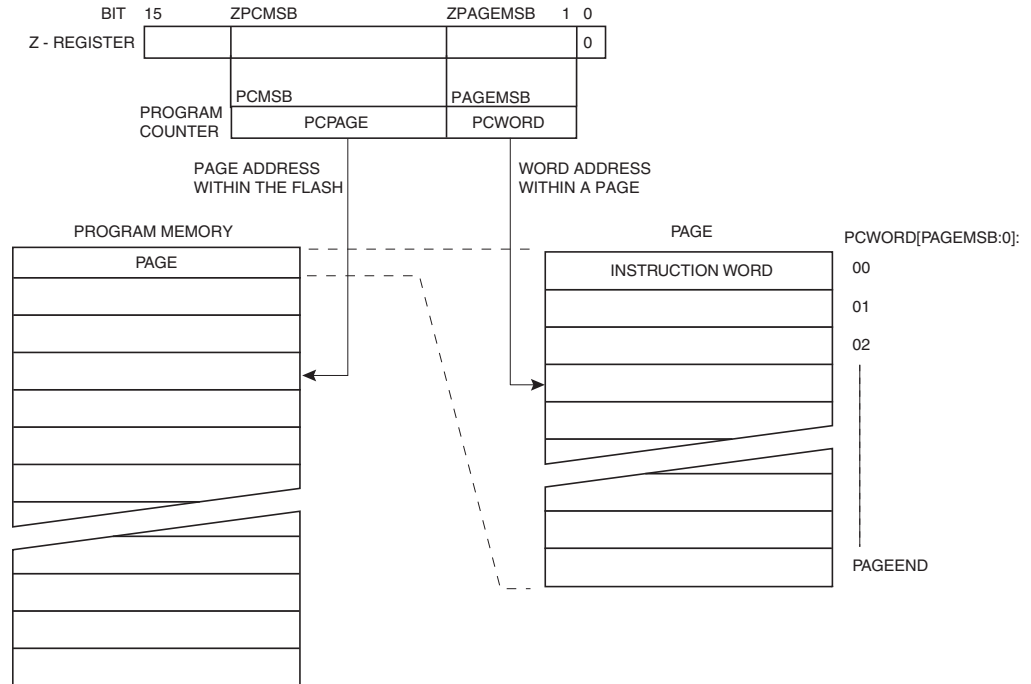 BIT 15 ZPCMSB ZPAGEMSB 1 0
Z - REGISTER 0
PCMSB PAGEMSB
PROGRAM
COUNTER
PCPAGE PCWORD
PAGE ADDRESS
WITHIN THE FLASH
WORD ADDRESS
WITHIN A PAGE
PROGRAM MEMORY
PAGE
PAGE
PCWORD[PAGEMSB:0]:
INSTRUCTION WORD
00
01
02
PAGEEND